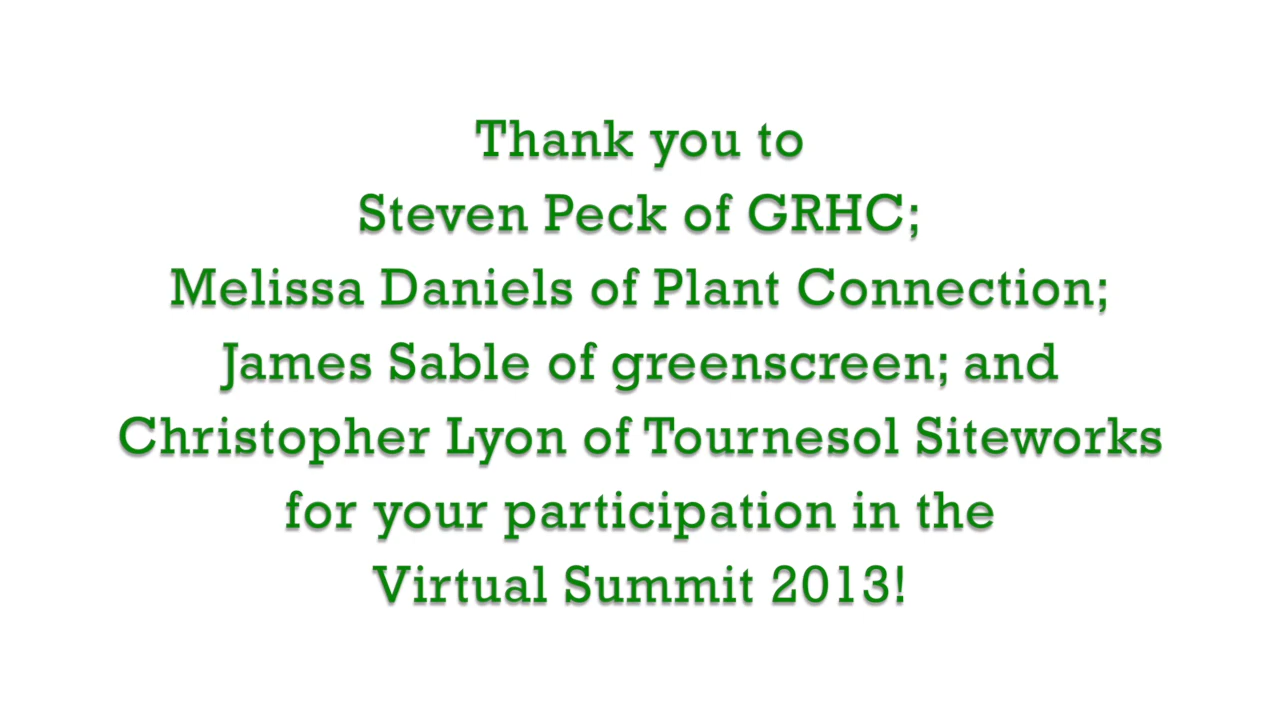 Thank you to
Steven Peck of GRHC;
Melissa Daniels of Plant Connection;
James Sable of greenscreen; and
Christopher Lyon of Tournesol Siteworks
for your participation in the
Virtual Summit 2013!